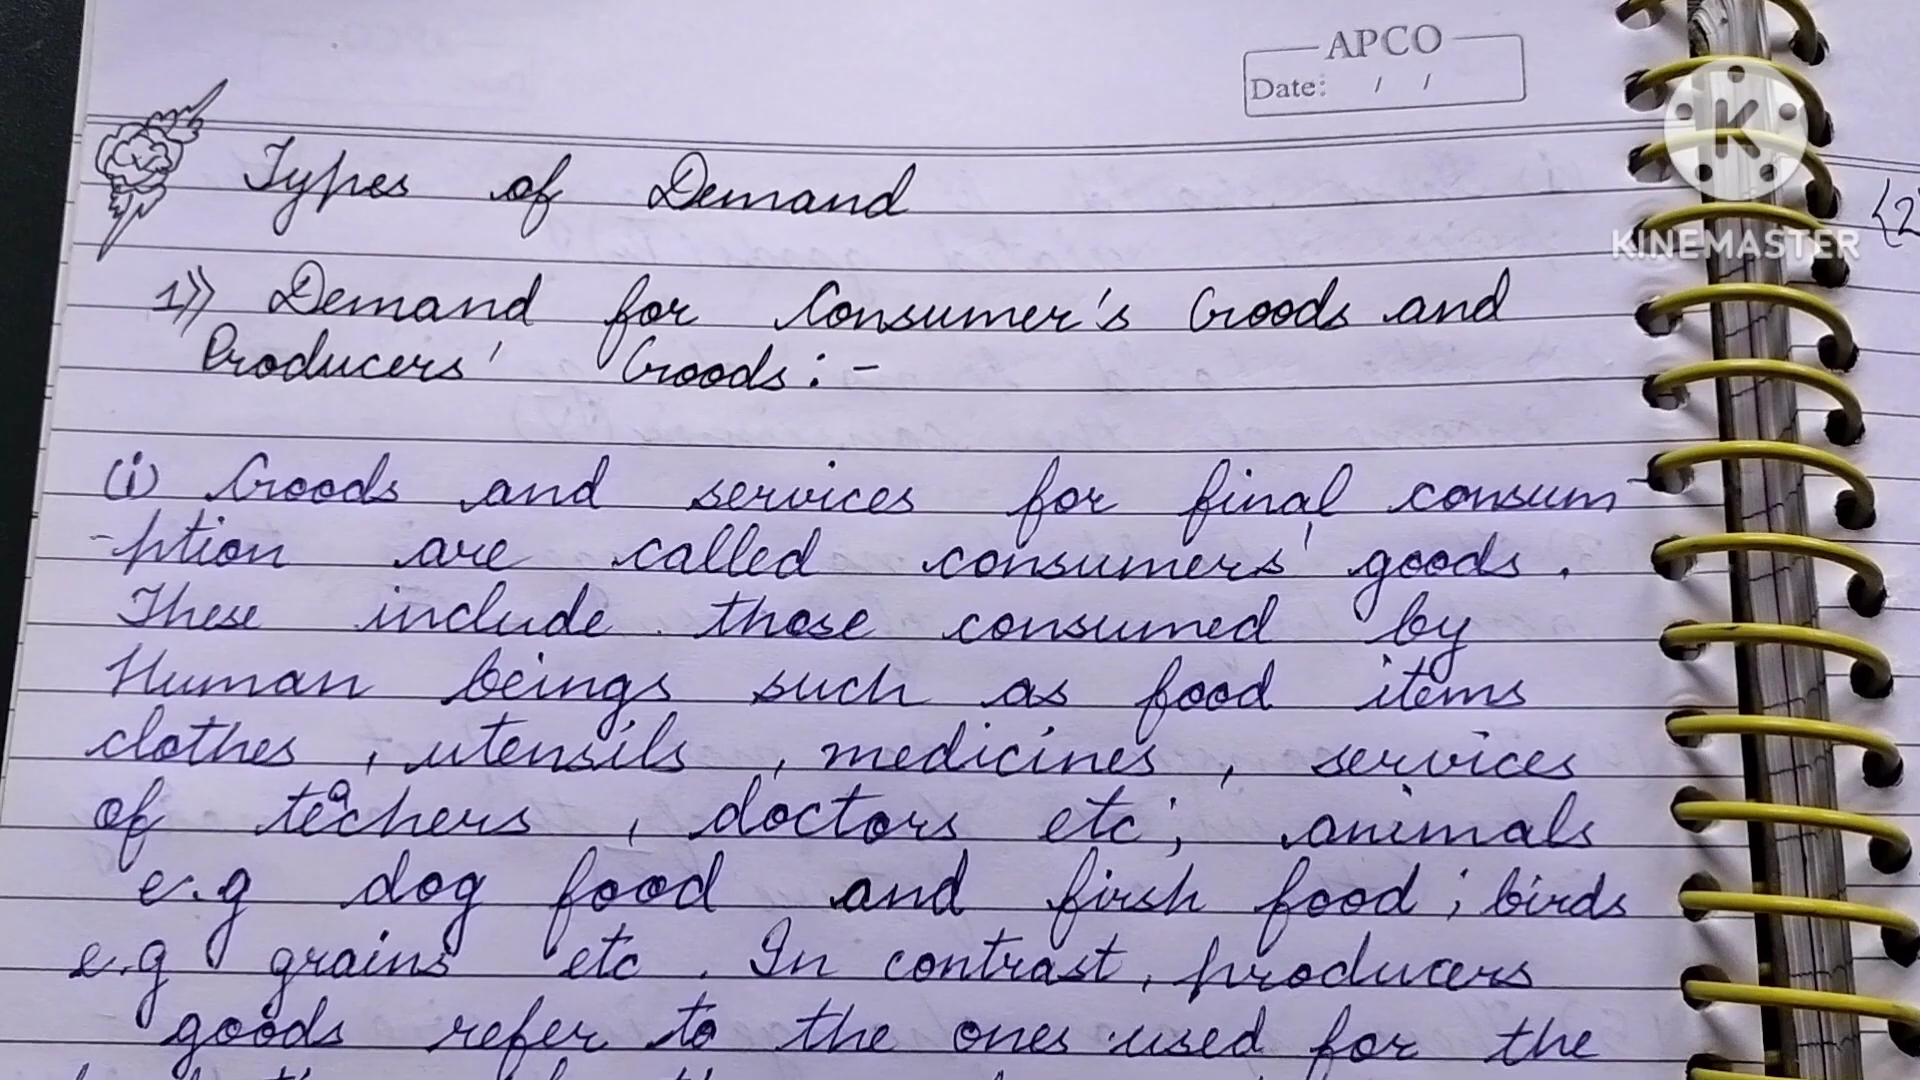 APCO
Date: / /
Types of Demand
1» Demand for Consumer's Goods and
Producers' Goods:-
(i) Goods and services for final consum-
-ption are called consumers' goods.
These include those consumed by
Human beings such as food items
clothes, utensils, medicines, services
of teachers, doctors etc; animals
e.g dog food and firsh food; birds
e.g grains etc. In contrast, producers
goods refer to the ones used for the
K
KINEMASTER
(2